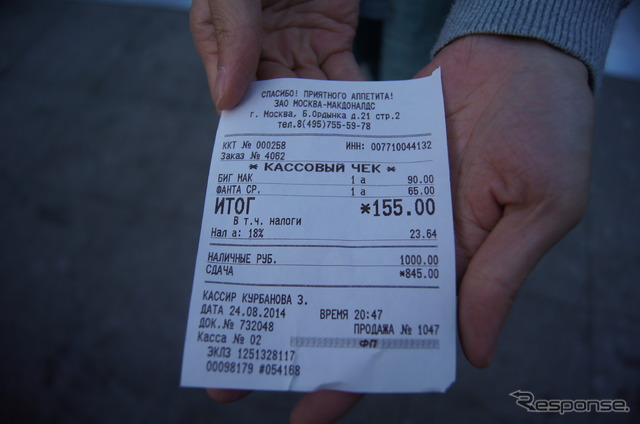 СПАСИБО! ПРИЯТНОГО АППЕТИТА!
ЗАО МОСКВА-МАКДОНАЛДС
г. Москва, Б.Ордынка д.21 стр.2
тел.8(495)755-59-78
ККТ № 000258 ИНН: 007710044132
Заказ № 4062
* КАССОВЫЙ ЧЕК *
БИГ МАК 1 а 90.00
ФАНТА СР. 1 а 65.00
ИТОГ *155.00
В т.ч. налоги
Нал а: 18% 23.64
НАЛИЧНЫЕ РУБ. 1000.00
СДАЧА *845.00
КАССИР КУРБАНОВА З.
ДАТА 24.08.2014 ВРЕМЯ 20:47
ДОК.№ 732048 ПРОДАЖА № 1047
Касса № 02 ФП
ЭКЛЗ 1251328117
00098179 #054168
Response.